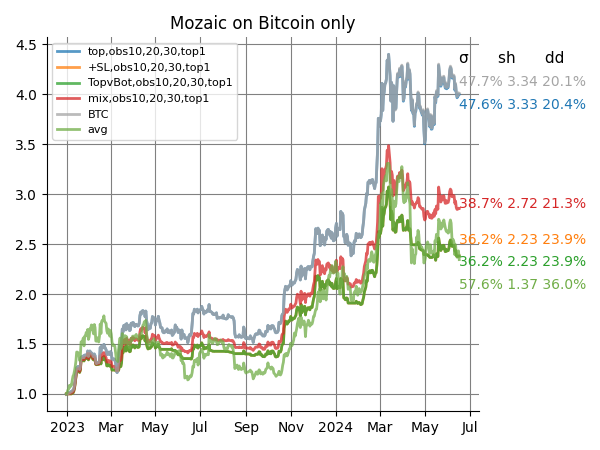 Mozaic on Bitcoin only
4.5
4.0
3.5
3.0
2.5
2.0
1.5
1.0
top,obs10,20,30,top1
+SL,obs10,20,30,top1
TopvBot,obs10,20,30,top1
mix,obs10,20,30,top1
BTC
avg
σ sh dd
47.7% 3.34 20.1%
47.6% 3.33 20.4%
38.7% 2.72 21.3%
36.2% 2.23 23.9%
36.2% 2.23 23.9%
57.6% 1.37 36.0%
2023 Mar May Jul Sep Nov 2024 Mar May Jul